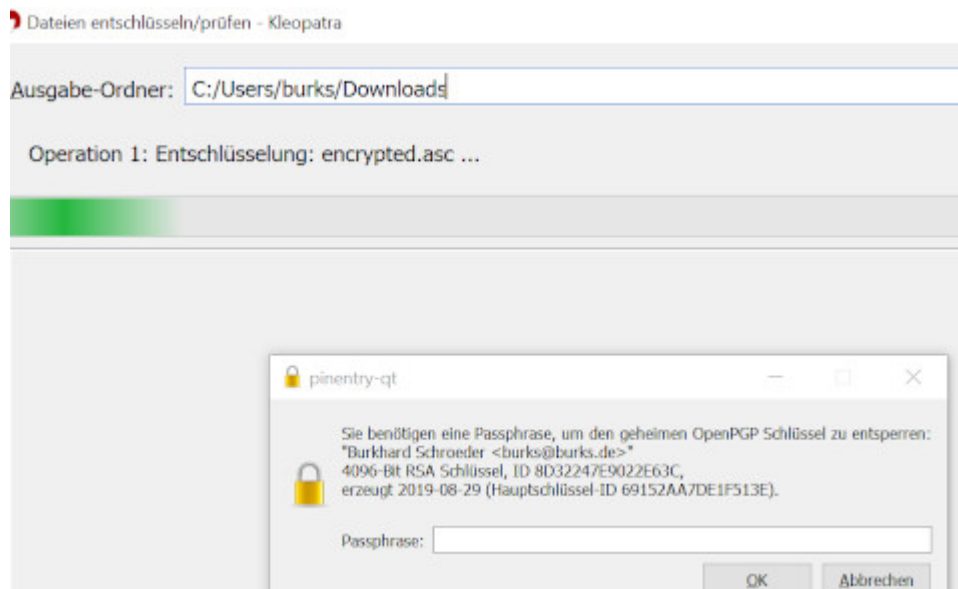 Dateien entschlüsseln/prüfen - Kleopatra
Ausgabe-Ordner: C:/Users/burks/Downloads
Operation 1: Entschlüsselung: encrypted.asc ...
pinentry-qt
Sie benötigen eine Passphrase, um den geheimen OpenPGP Schlüssel zu entsperren:
"Burkhard Schroeder <burks@burks.de>"
4096-Bit RSA Schlüssel, ID 8D32247E9022E63C,
erzeugt 2019-08-29 (Hauptschlüssel-ID 69152AA7DE1F513E).
Passphrase:
OK Abbrechen